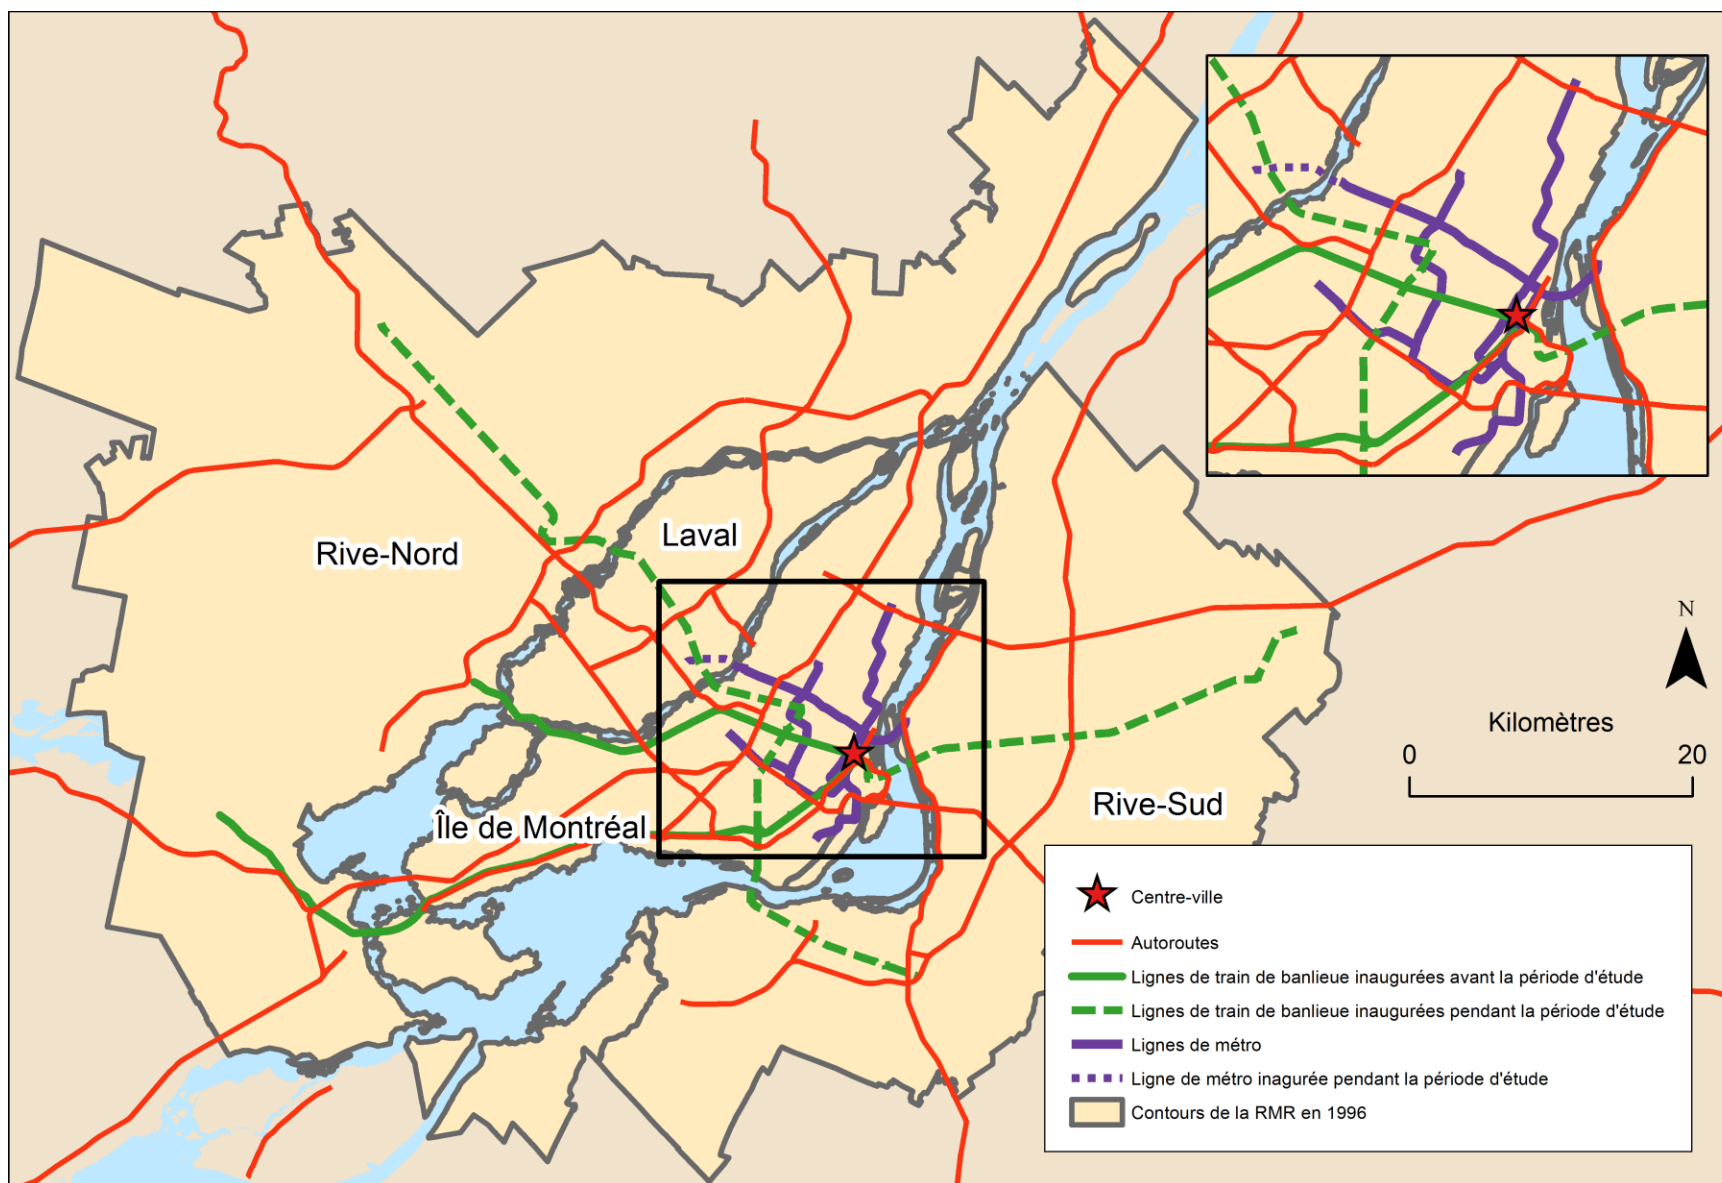 Rive-Nord
Laval
Île de Montréal
Rive-Sud
N
Kilomètres
0 20
Centre-ville
Autoroutes
Lignes de train de banlieue inaugurées avant la période d'étude
Lignes de train de banlieue inaugurées pendant la période d'étude
Lignes de métro
Ligne de métro inagurée pendant la période d'étude
Contours de la RMR en 1996